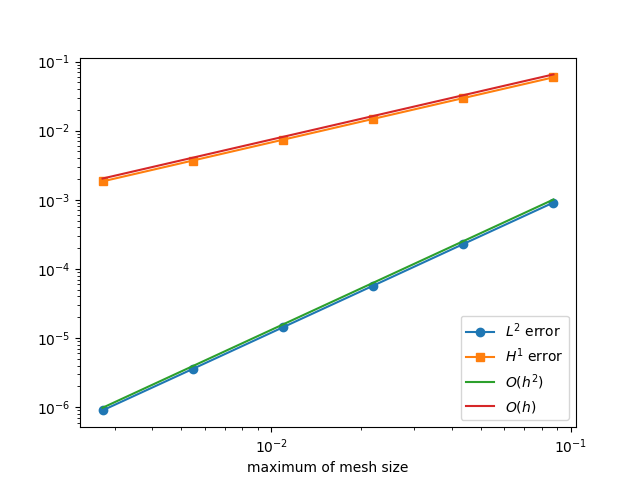 10⁻¹
10⁻²
10⁻³
10⁻⁴
10⁻⁵
10⁻⁶
L² error
H¹ error
O(h²)
O(h)
10⁻² 10⁻¹
maximum of mesh size